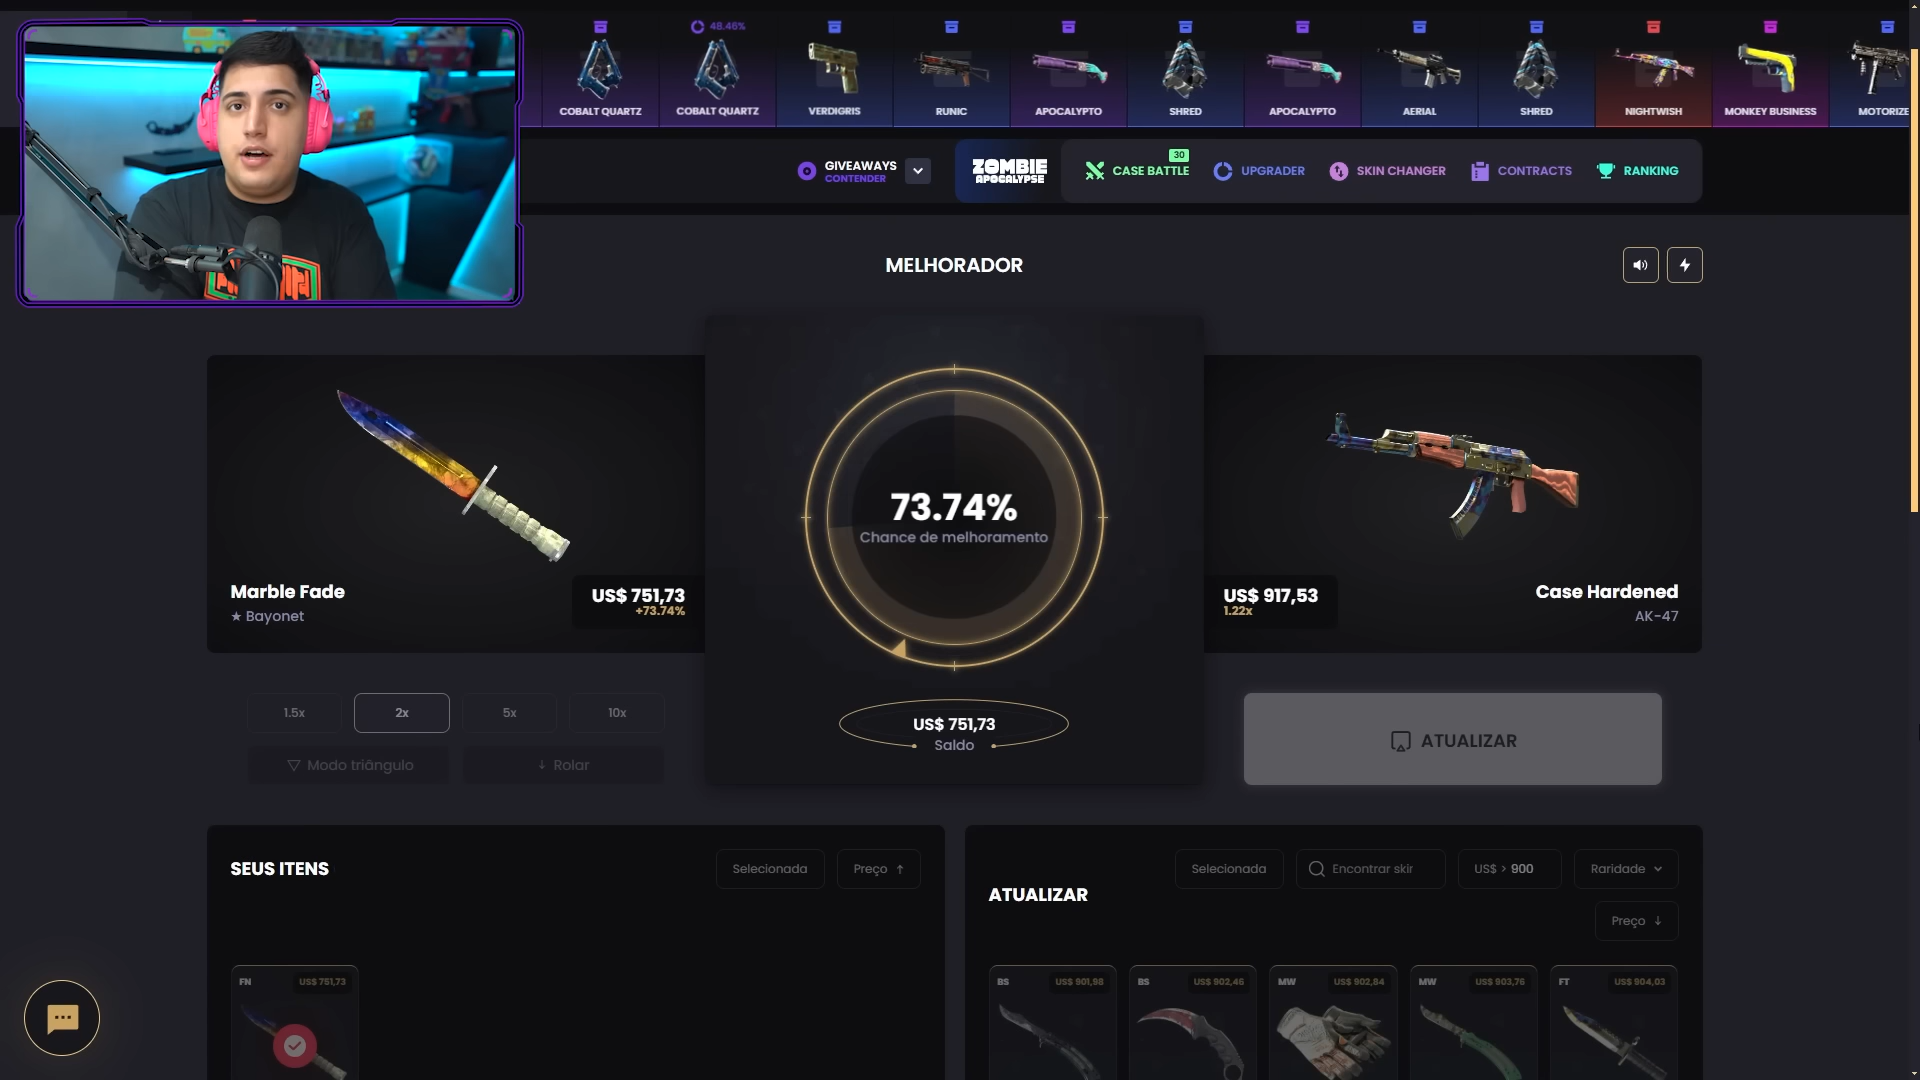 48.46%
COBALT QUARTZ
COBALT QUARTZ
VERDIGRIS
RUNIC
APOCALYPTO
SHRED
APOCALYPTO
AERIAL
SHRED
NIGHTWISH
MONKEY BUSINESS
MOTORIZE
GIVEAWAYS
CONTENDER
ZOMBIE
APOCALYPSE
30
CASE BATTLE
UPGRADER
SKIN CHANGER
CONTRACTS
RANKING
MELHORADOR
73.74%
Chance de melhoramento
Marble Fade
★ Bayonet
US$ 751,73
+73.74%
US$ 917,53
1.22x
Case Hardened
AK-47
1.5x
2x
5x
10x
Modo triângulo
Rolar
US$ 751,73
Saldo
ATUALIZAR
SEUS ITENS
Selecionada
Preço ↑
ATUALIZAR
Selecionada
Encontrar skir
US$ > 900
Raridade
Preço ↓
FN
US$ 751,73
BS
US$ 901,98
BS
US$ 902,46
MW
US$ 902,84
MW
US$ 903,76
FT
US$ 904,03